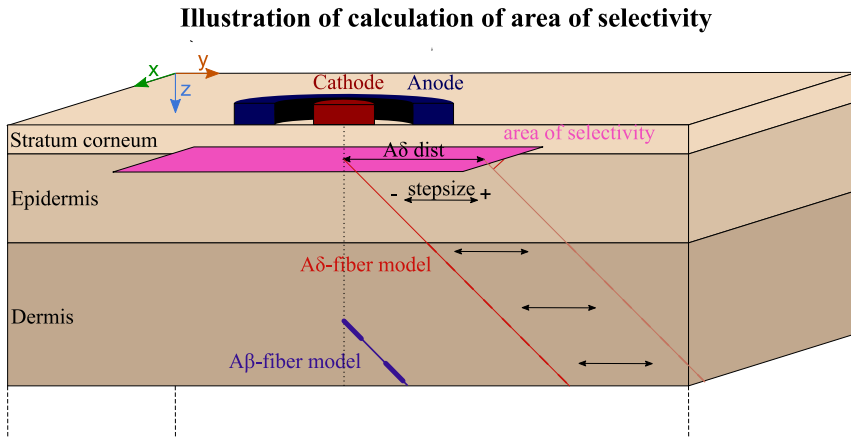 Illustration of calculation of area of selectivity
x
y
z
Cathode
Anode
Stratum corneum
area of selectivity
Aδ dist
Epidermis
- stepsize +
Aδ-fiber model
Dermis
Aβ-fiber model